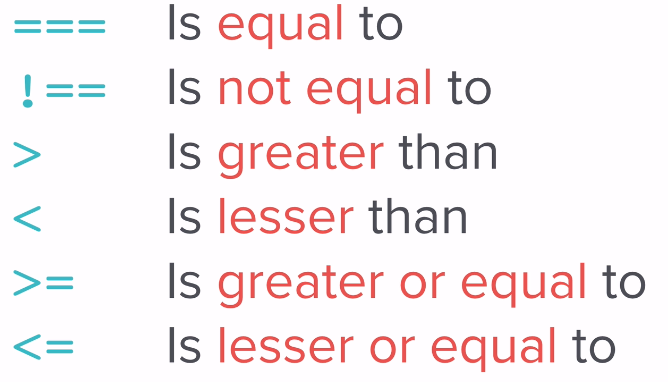 === Is equal to
!== Is not equal to
> Is greater than
< Is lesser than
>= Is greater or equal to
<= Is lesser or equal to